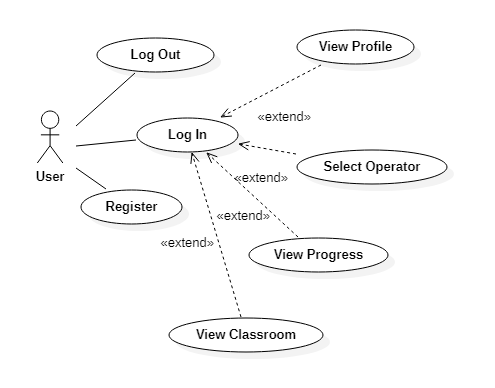 View Profile
Log Out
«extend»
Log In
Select Operator
User
«extend»
Register
«extend»
«extend»
View Progress
View Classroom